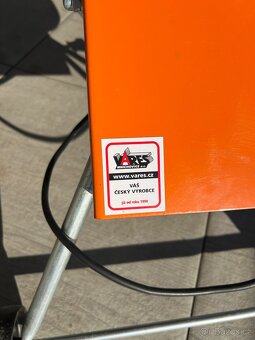 VARES
www.vares.cz
VÁŠ
ČESKÝ VÝROBCE
již od roku 1990